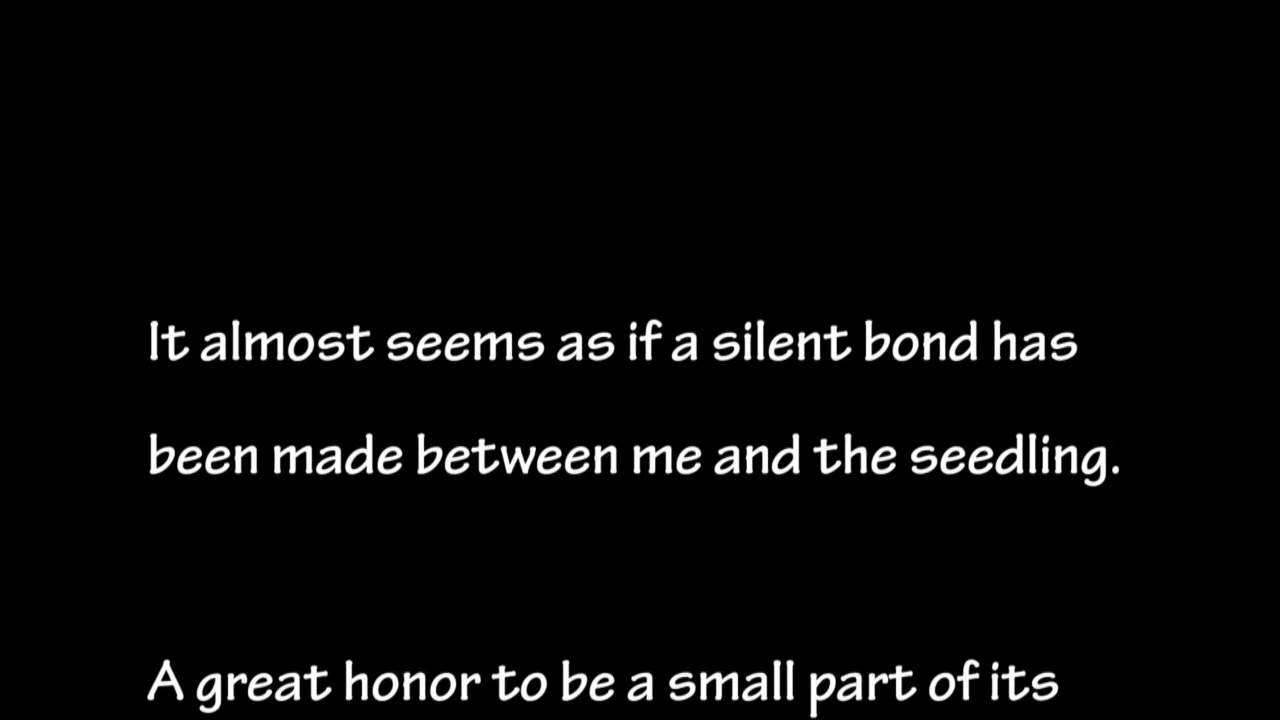 It almost seems as if a silent bond has
been made between me and the seedling.
A great honor to be a small part of its